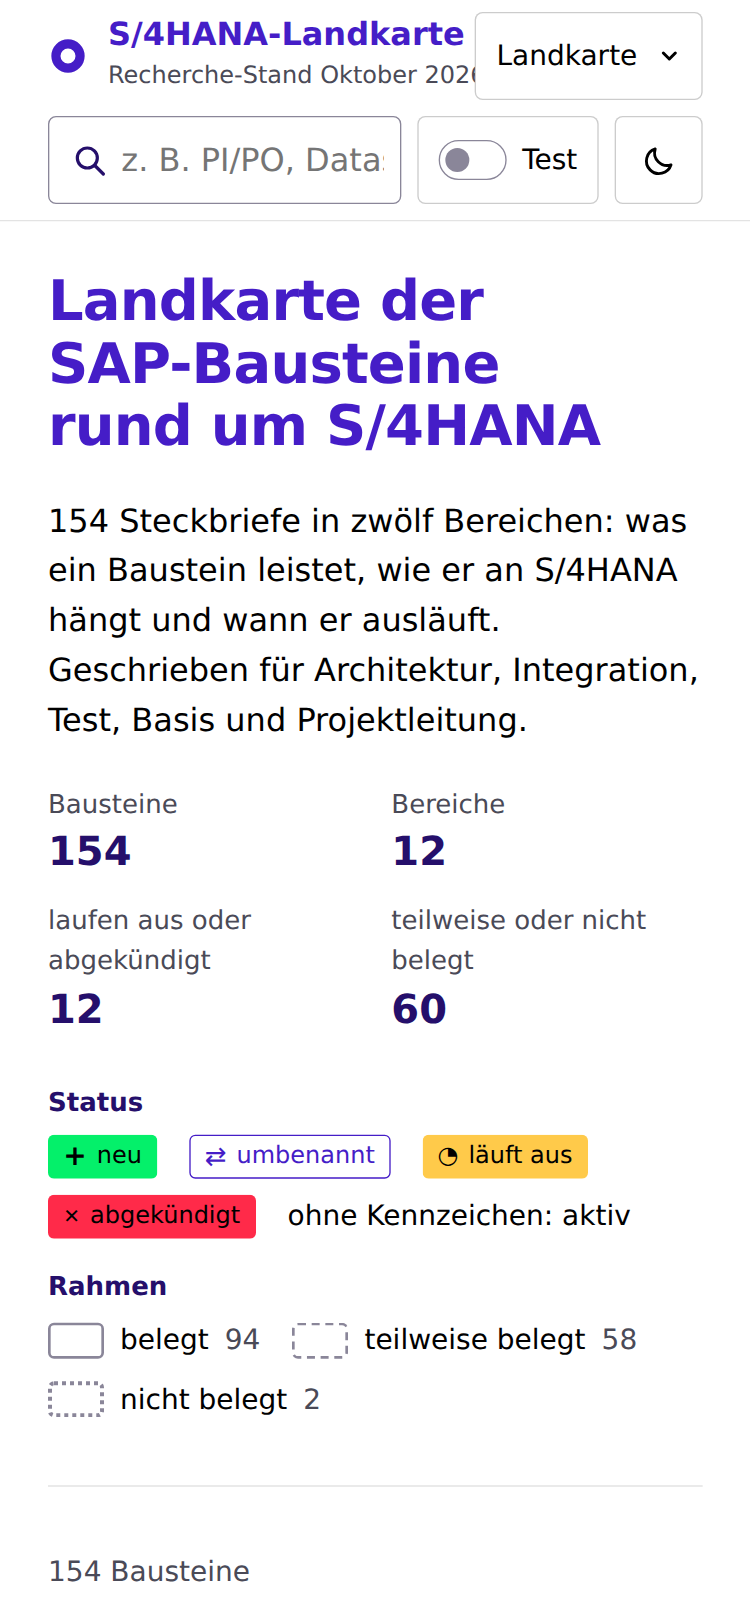 S/4HANA-Landkarte
Recherche-Stand Oktober 2026
Landkarte
z. B. PI/PO, Datas
Test
Landkarte der
SAP-Bausteine
rund um S/4HANA
154 Steckbriefe in zwölf Bereichen: was
ein Baustein leistet, wie er an S/4HANA
hängt und wann er ausläuft.
Geschrieben für Architektur, Integration,
Test, Basis und Projektleitung.
Bausteine
154
Bereiche
12
laufen aus oder
abgekündigt
12
teilweise oder nicht
belegt
60
Status
+ neu
⇄ umbenannt
◔ läuft aus
× abgekündigt
ohne Kennzeichen: aktiv
Rahmen
belegt 94
teilweise belegt 58
nicht belegt 2
154 Bausteine